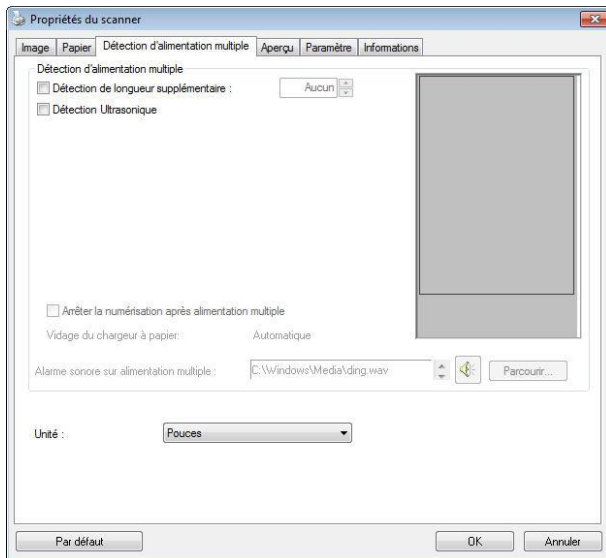 Propriétés du scanner
Image Papier Détection d'alimentation multiple Aperçu Paramètre Informations
Détection d'alimentation multiple
Détection de longueur supplémentaire : Aucun
Détection Ultrasonique
Arrêter la numérisation après alimentation multiple
Vidage du chargeur à papier: Automatique
Alarme sonore sur alimentation multiple : C:\Windows\Media\ding.wav Parcourir...
Unité : Pouces
Par défaut OK Annuler